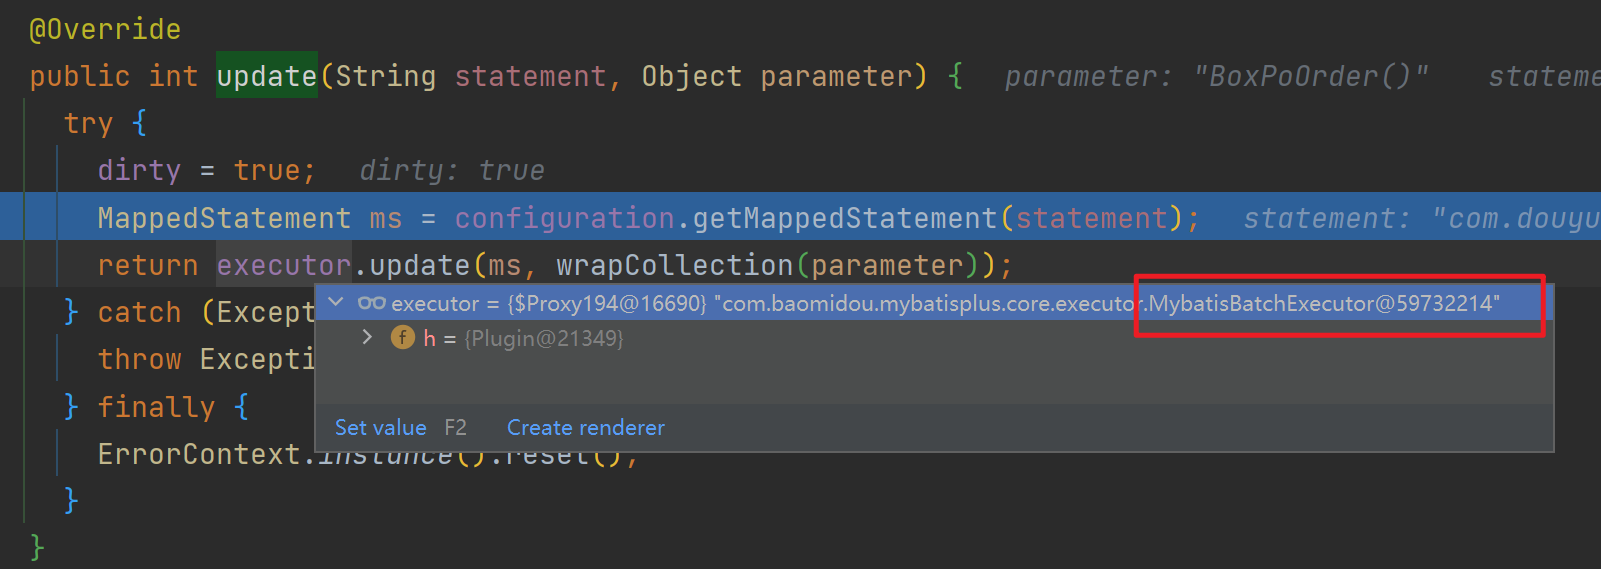 @Override
public int update(String statement, Object parameter) { parameter: "BoxPoOrder()" stateme
try {
dirty = true; dirty: true
MappedStatement ms = configuration.getMappedStatement(statement); statement: "com.douyu
return executor.update(ms, wrapCollection(parameter));
executor = {$Proxy194@16690} "com.baomidou.mybatisplus.core.executor.MybatisBatchExecutor@59732214"
} catch (Except
h = {Plugin@21349}
throw Excepti
} finally {
Set value F2 Create renderer
ErrorContext.instance().reset();
}
}